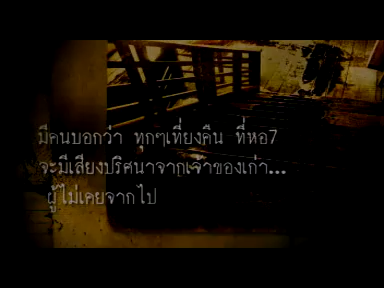 มีคนบอกว่า ทุกๆเที่ยงคืน ที่หอ7
จะมีเสียงปริศนาจากเจ้าของเก่า...
ผู้ไม่เคยจากไป